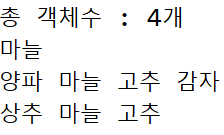 총 객체수 : 4개
마늘
양파 마늘 고추 감자
상추 마늘 고추